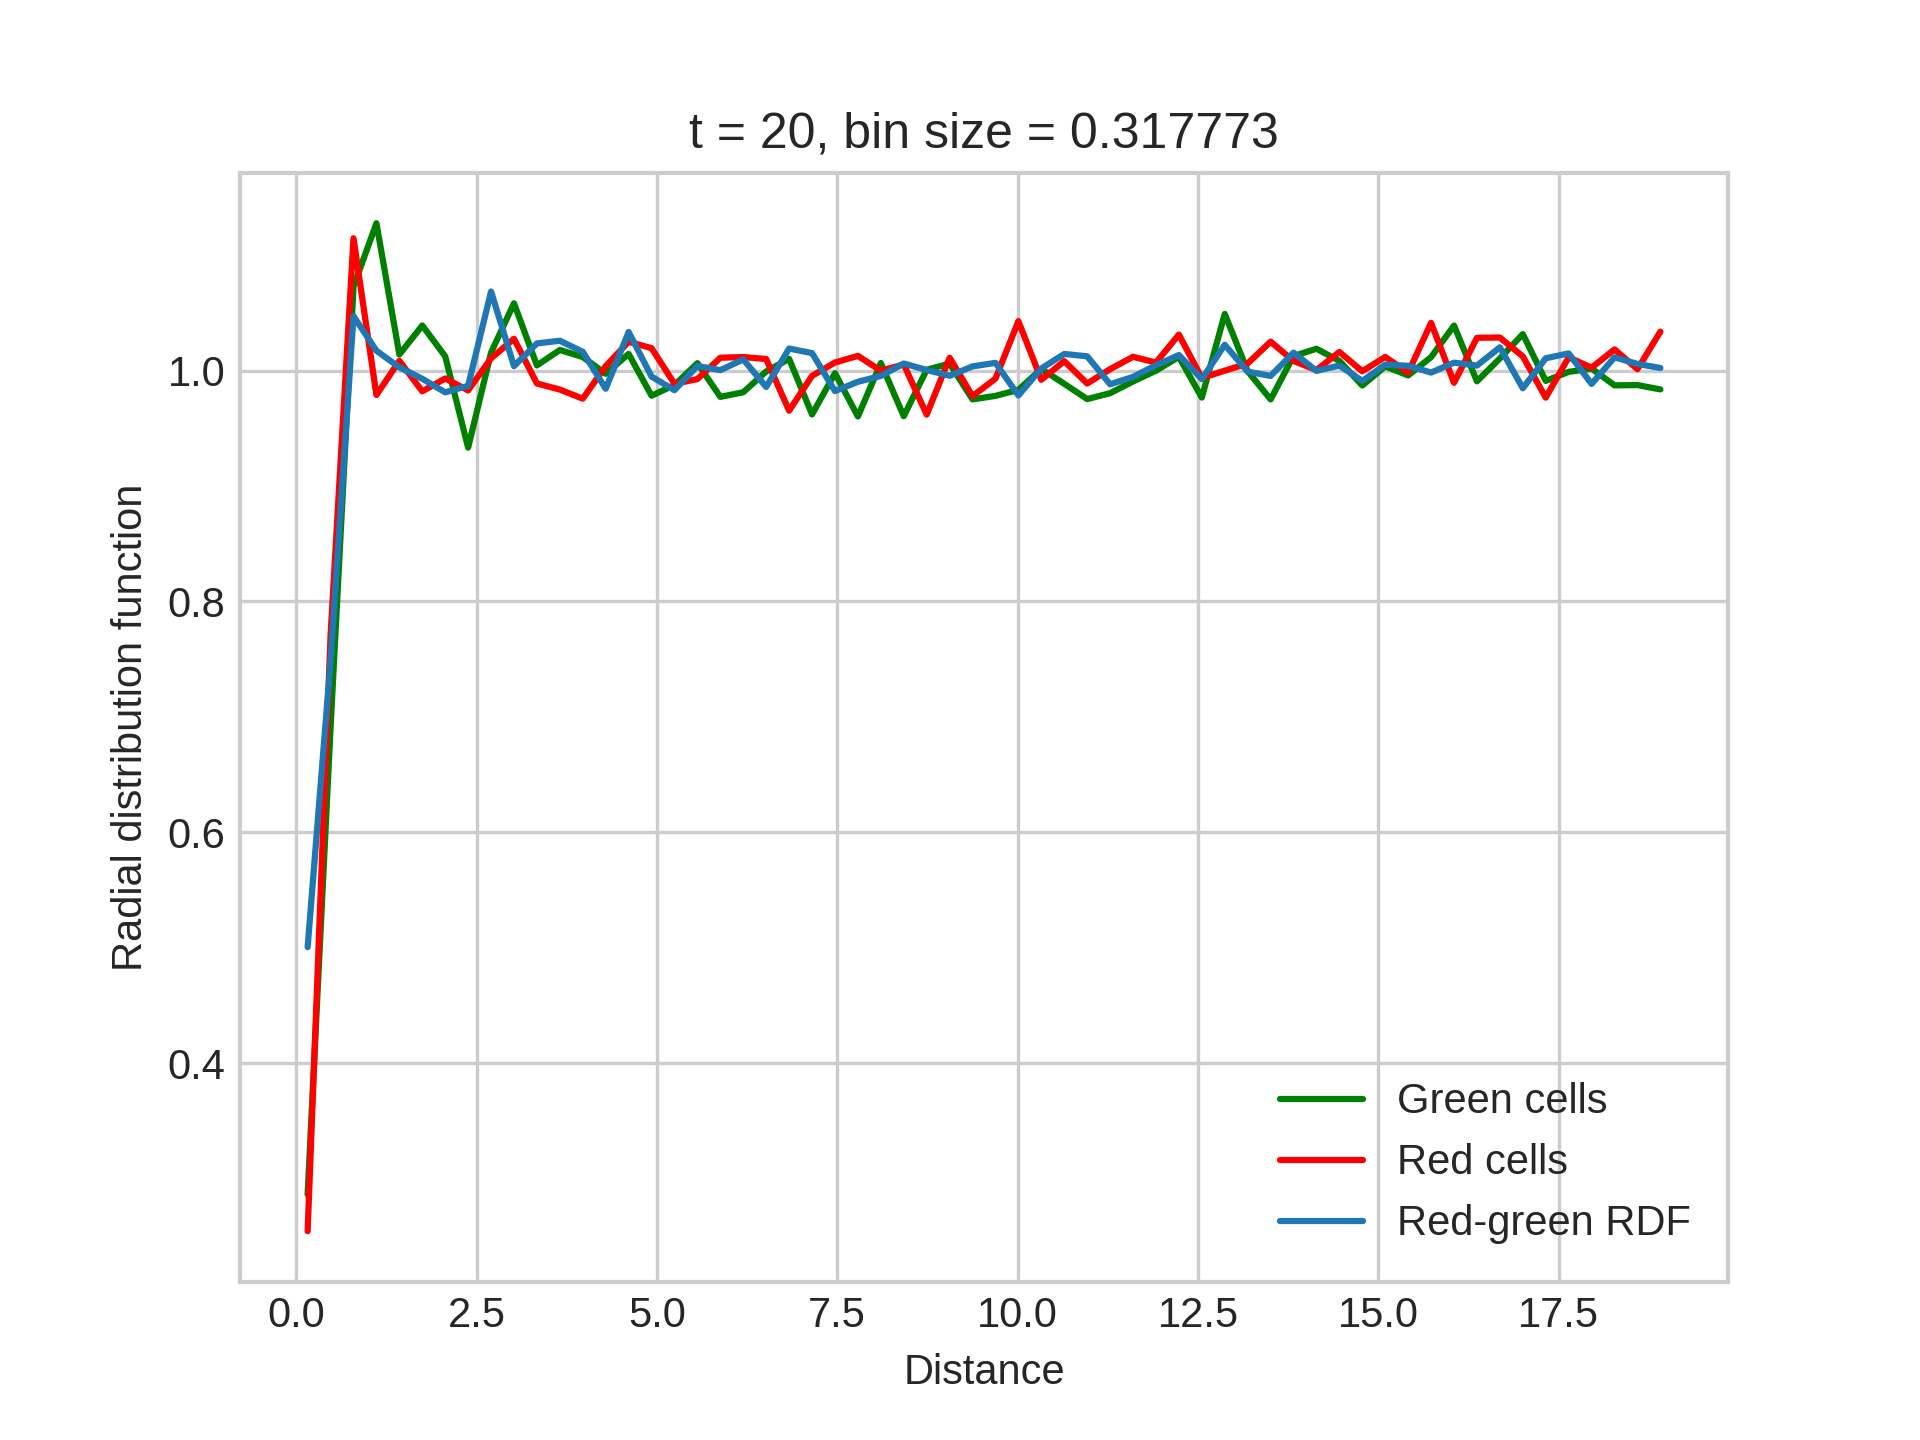 t = 20, bin size = 0.317773
Radial distribution function
1.0
0.8
0.6
0.4
Green cells
Red cells
Red-green RDF
0.0 2.5 5.0 7.5 10.0 12.5 15.0 17.5
Distance